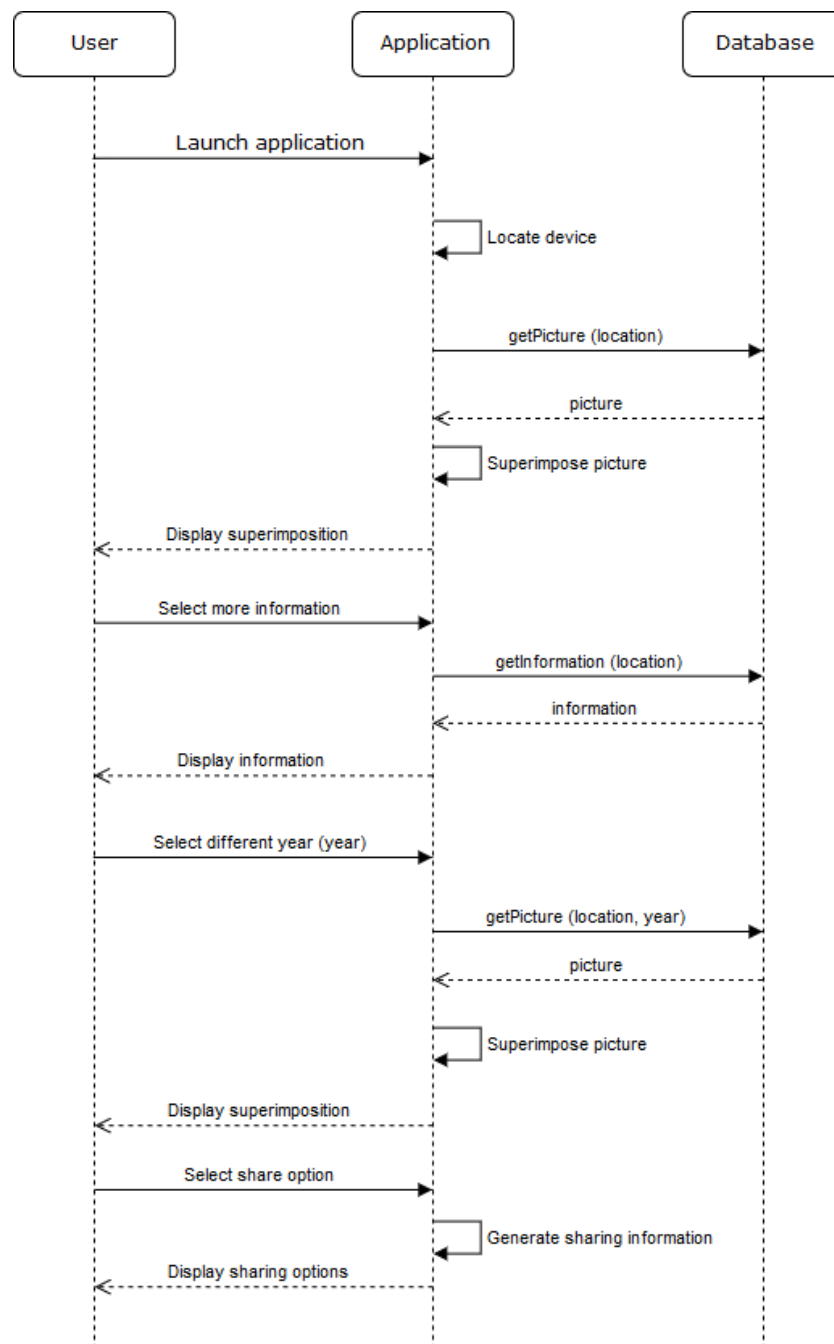 User
Application
Database
Launch application
Locate device
getPicture (location)
picture
Superimpose picture
Display superimposition
Select more information
getInformation (location)
information
Display information
Select different year (year)
getPicture (location, year)
picture
Superimpose picture
Display superimposition
Select share option
Generate sharing information
Display sharing options